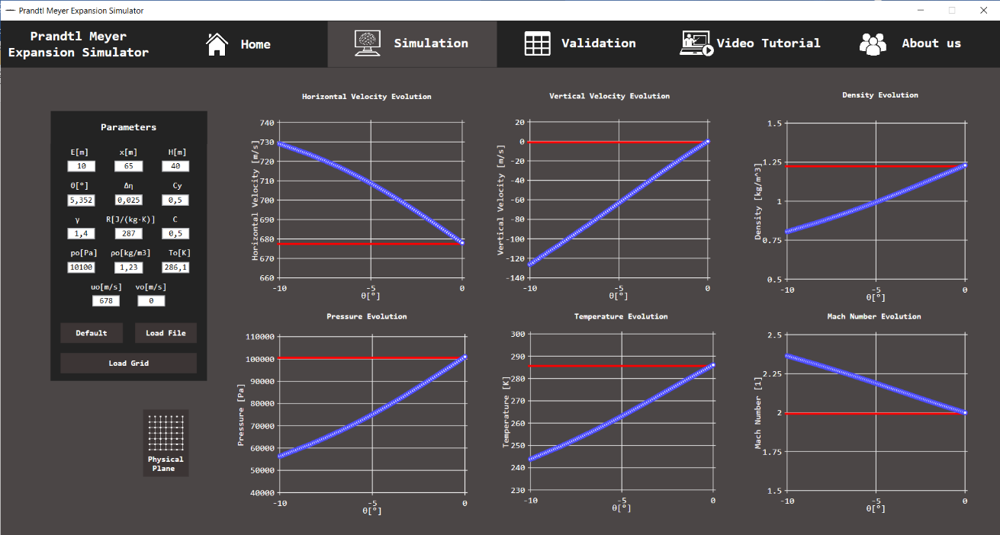 Prandtl Meyer Expansion Simulator
Prandtl Meyer
Expansion Simulator
Home
Simulation
Validation
Video Tutorial
About us
Parameters
E[m] x[m] H[m]
10 65 40
θ[°] Δη Cy
5,352 0,025 0,5
γ R[J/(kg·K)] C
1,4 287 0,5
po[Pa] ρo[kg/m3] To[K]
10100 1,23 286,1
uo[m/s] vo[m/s]
678 0
Default Load File
Load Grid
Physical
Plane
Horizontal Velocity Evolution
Horizontal Velocity [m/s]
740
730
720
710
700
690
680
670
660
-10 -5 0
θ[°]
Vertical Velocity Evolution
Vertical Velocity [m/s]
20
0
-20
-40
-60
-80
-100
-120
-140
-10 -5 0
θ[°]
Density Evolution
Density [kg/m^3]
1.5
1.25
1
0.75
0.5
-10 -5 0
θ[°]
Pressure Evolution
Pressure [Pa]
110000
100000
90000
80000
70000
60000
50000
40000
-10 -5 0
θ[°]
Temperature Evolution
Temperature [K]
300
290
280
270
260
250
240
230
-10 -5 0
θ[°]
Mach Number Evolution
Mach Number [1]
2.5
2.25
2
1.75
1.5
-10 -5 0
θ[°]